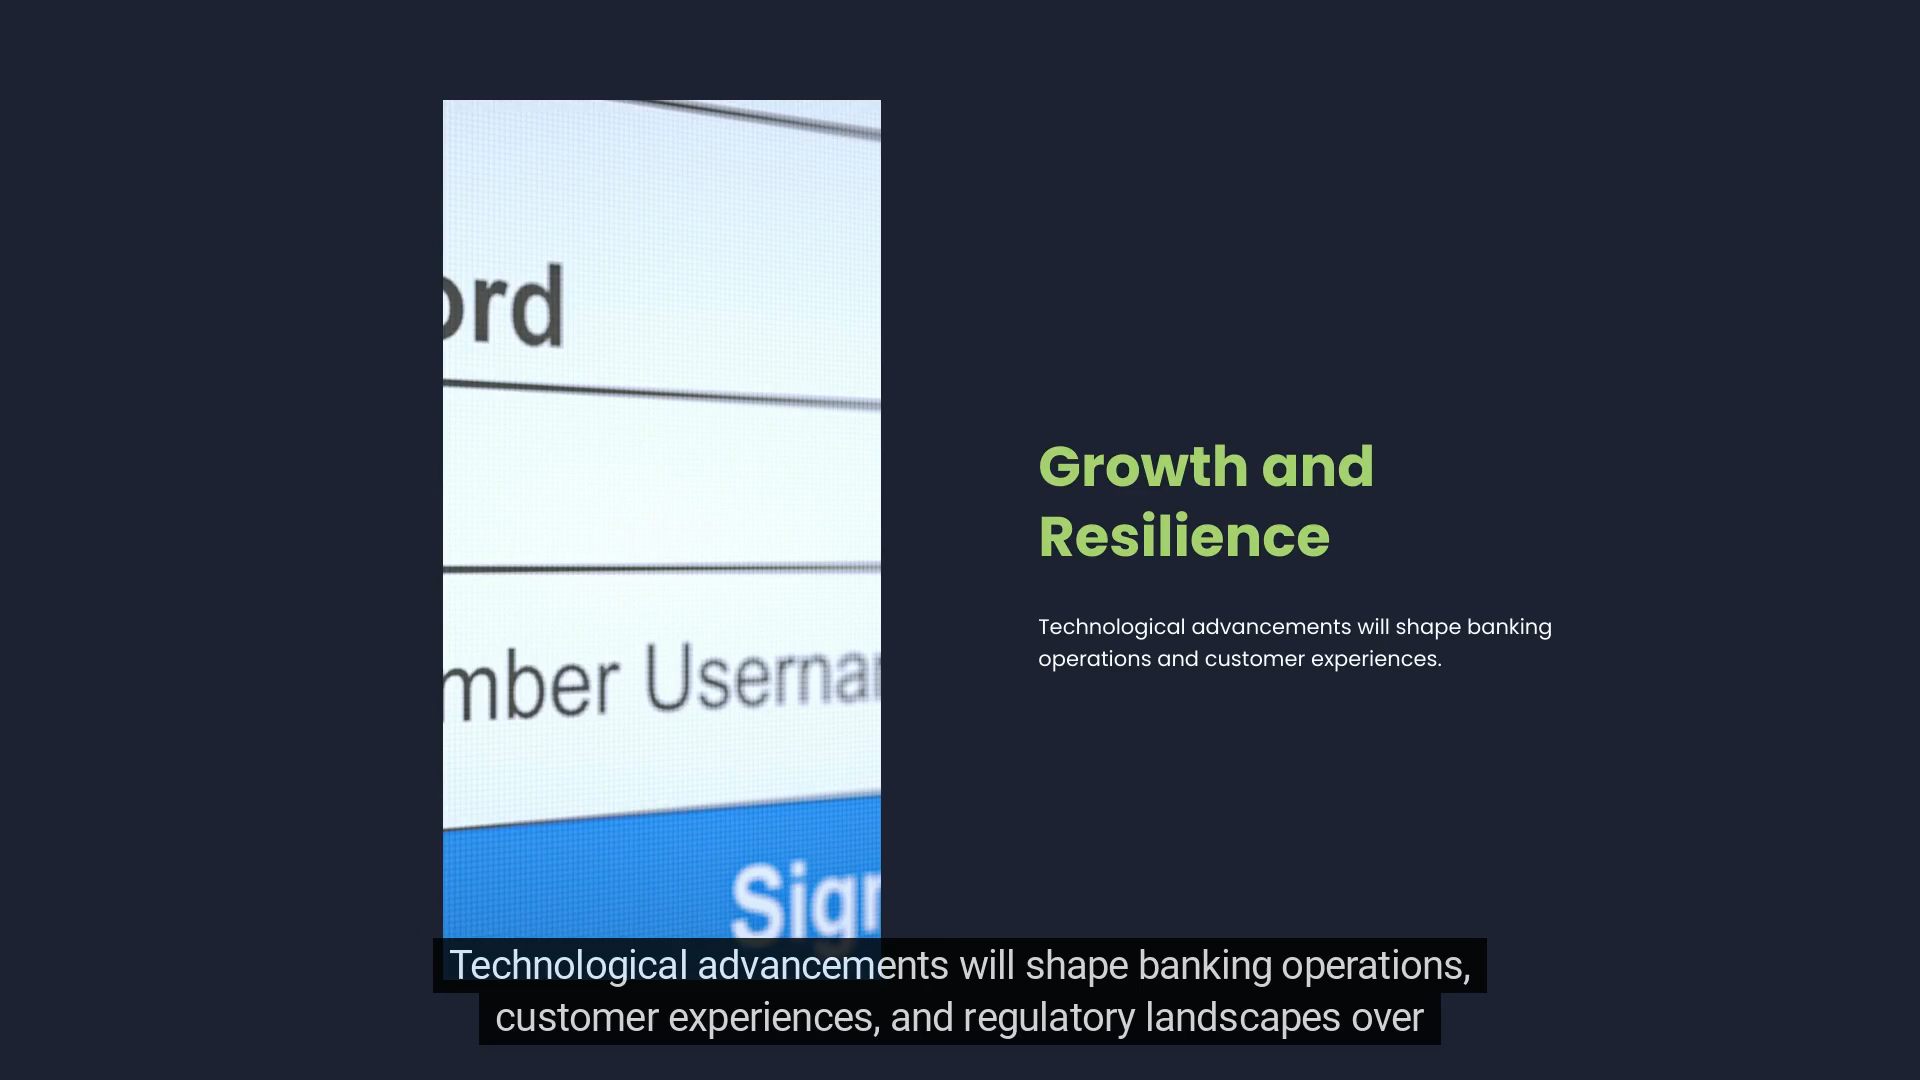 ord
mber
Sign
Growth and
Resilience
Technological advancements will shape banking
operations and customer experiences.
Technological advancements will shape banking operations,
customer experiences, and regulatory landscapes over